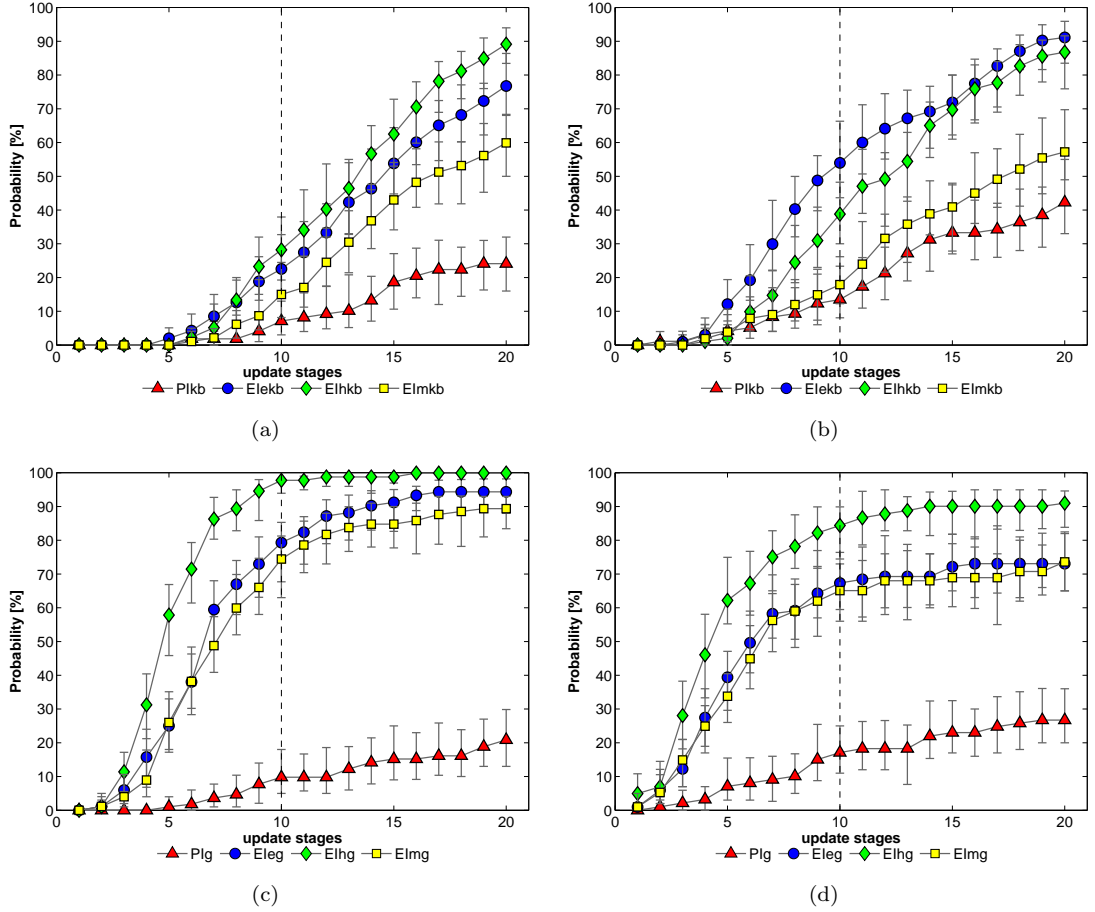 100
90
80
70
60
50
40
30
20
10
0
Probability [%]
0 5 10 15 20
update stages
PIkb EIekb EIhkb EImkb
(a)
100
90
80
70
60
50
40
30
20
10
0
Probability [%]
0 5 10 15 20
update stages
PIkb EIekb EIhkb EImkb
(b)
100
90
80
70
60
50
40
30
20
10
0
Probability [%]
0 5 10 15 20
update stages
PIg EIeg EIhg EImg
(c)
100
90
80
70
60
50
40
30
20
10
0
Probability [%]
0 5 10 15 20
update stages
PIg EIeg EIhg EImg
(d)